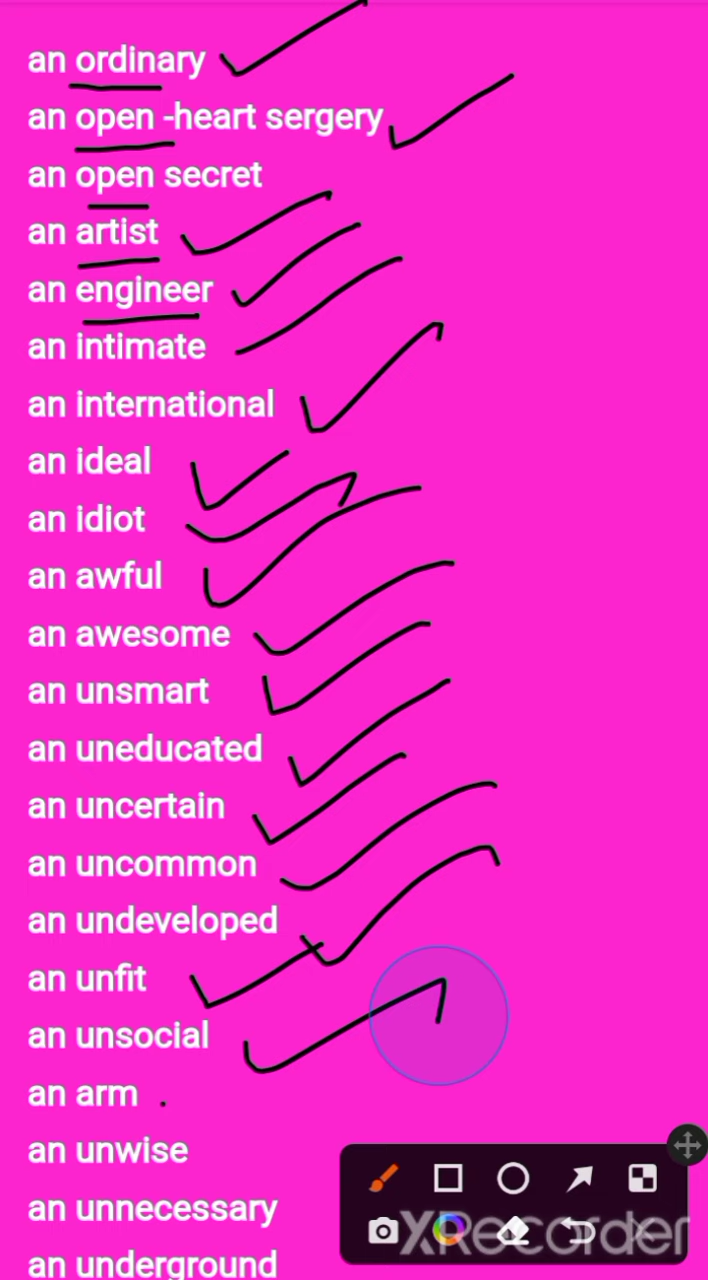 an ordinary
an open -heart sergery
an open secret
an artist
an engineer
an intimate
an international
an ideal
an idiot
an awful
an awesome
an unsmart
an uneducated
an uncertain
an uncommon
an undeveloped
an unfit
an unsocial
an arm .
an unwise
an unnecessary
an underground
XRecorder